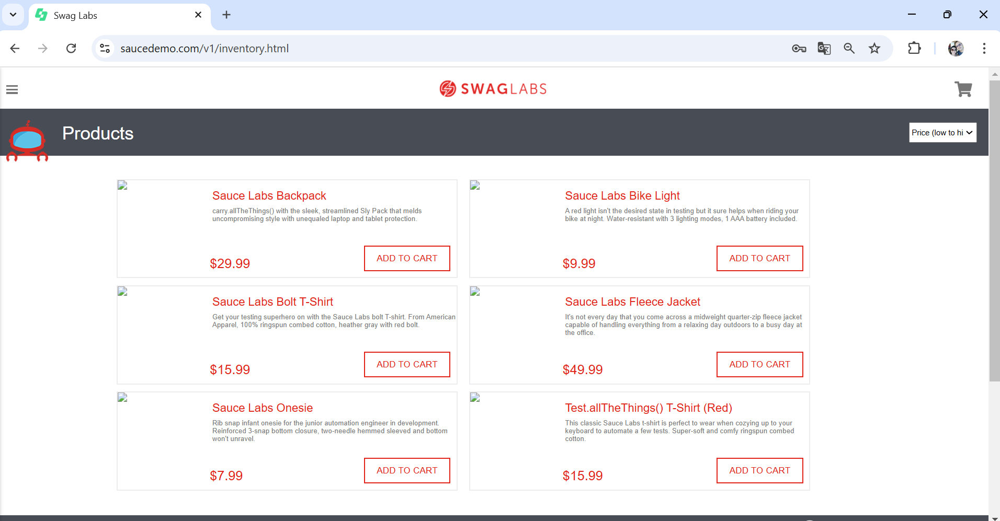 Swag Labs
saucedemo.com/v1/inventory.html
SWAGLABS
Products
Price (low to hi
Sauce Labs Backpack
carry.allTheThings() with the sleek, streamlined Sly Pack that melds
uncompromising style with unequaled laptop and tablet protection.
$29.99
ADD TO CART
Sauce Labs Bike Light
A red light isn't the desired state in testing but it sure helps when riding your
bike at night. Water-resistant with 3 lighting modes, 1 AAA battery included.
$9.99
ADD TO CART
Sauce Labs Bolt T-Shirt
Get your testing superhero on with the Sauce Labs bolt T-shirt. From American
Apparel, 100% ringspun combed cotton, heather gray with red bolt.
$15.99
ADD TO CART
Sauce Labs Fleece Jacket
It's not every day that you come across a midweight quarter-zip fleece jacket
capable of handling everything from a relaxing day outdoors to a busy day at
the office.
$49.99
ADD TO CART
Sauce Labs Onesie
Rib snap infant onesie for the junior automation engineer in development.
Reinforced 3-snap bottom closure, two-needle hemmed sleeved and bottom
won't unravel.
$7.99
ADD TO CART
Test.allTheThings() T-Shirt (Red)
This classic Sauce Labs t-shirt is perfect to wear when cozying up to your
keyboard to automate a few tests. Super-soft and comfy ringspun combed
cotton.
$15.99
ADD TO CART